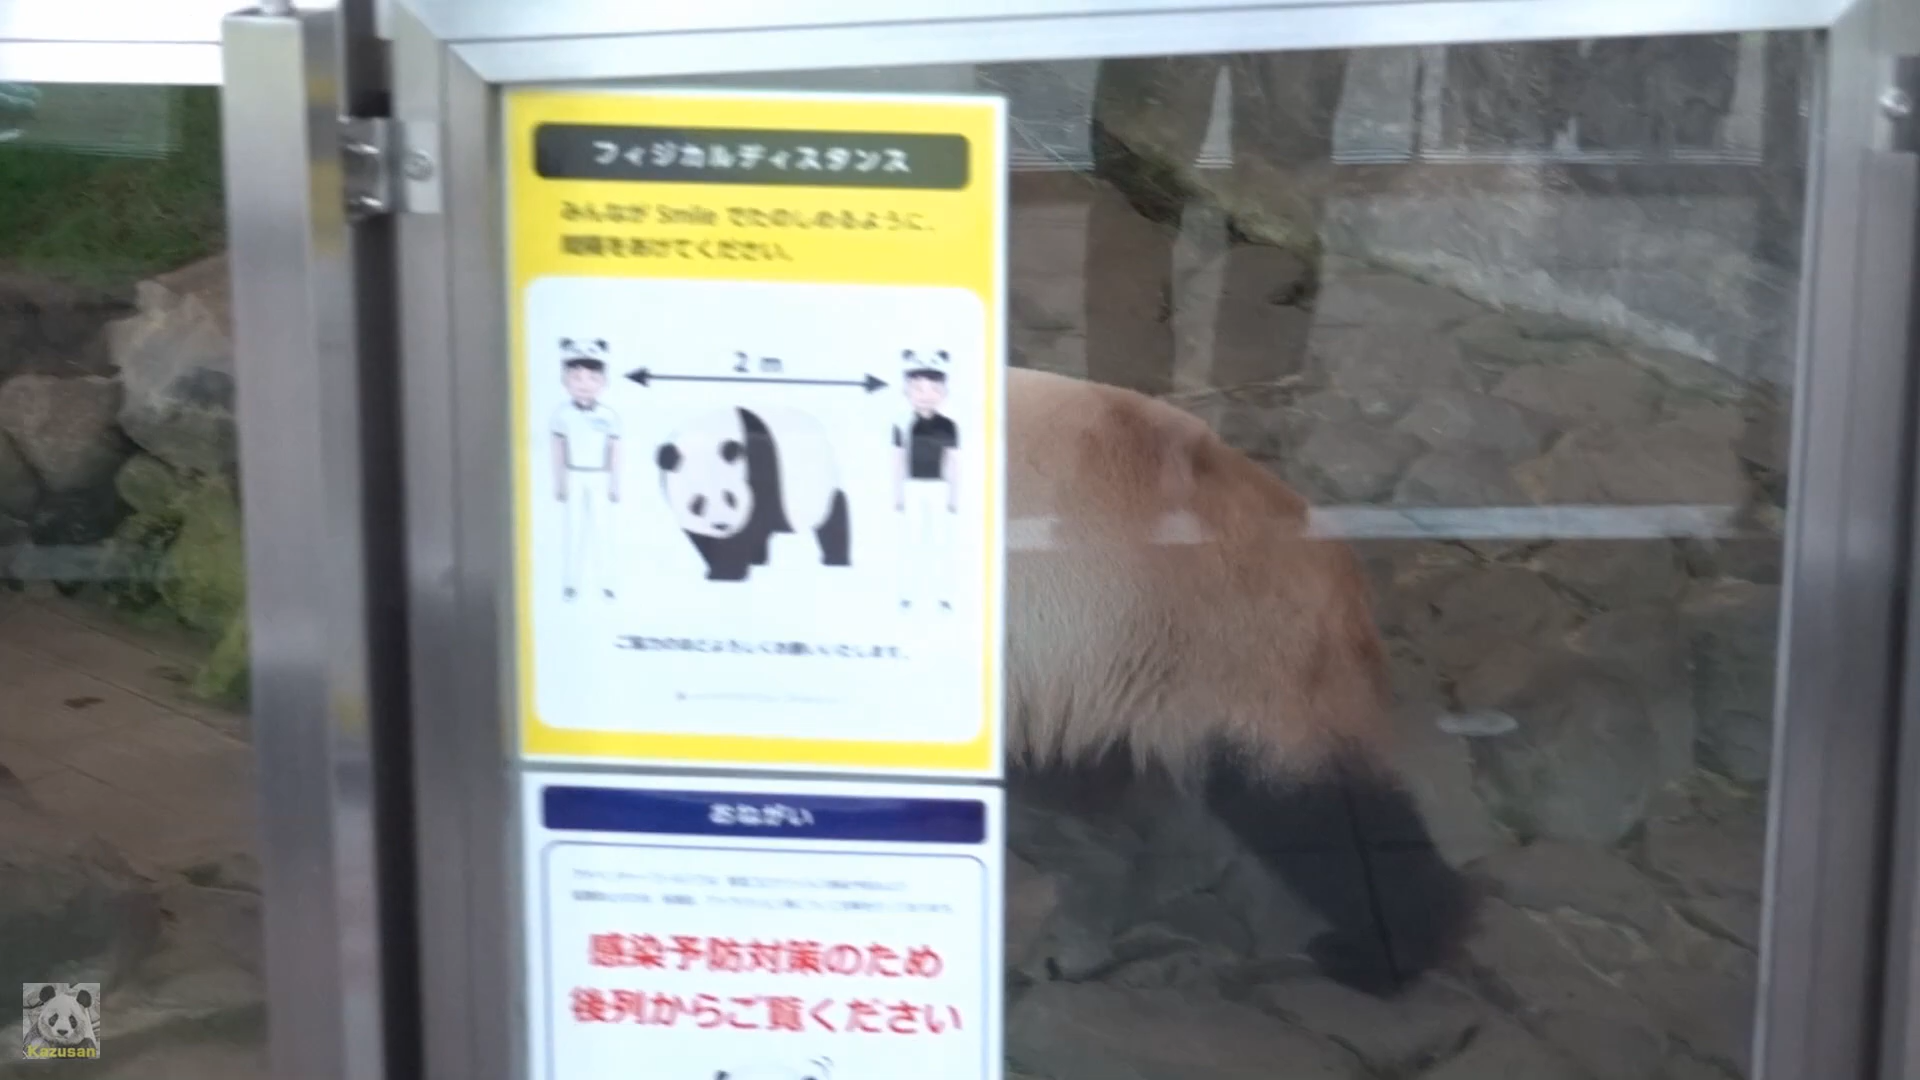 フィジカルディスタンス
みんなが Smile でたのしめるように、
間隔をあけてください。
2 m
ご協力のほどよろしくお願いいたします。
おねがい
感染予防対策のため
後列からご覧ください
Kazusan